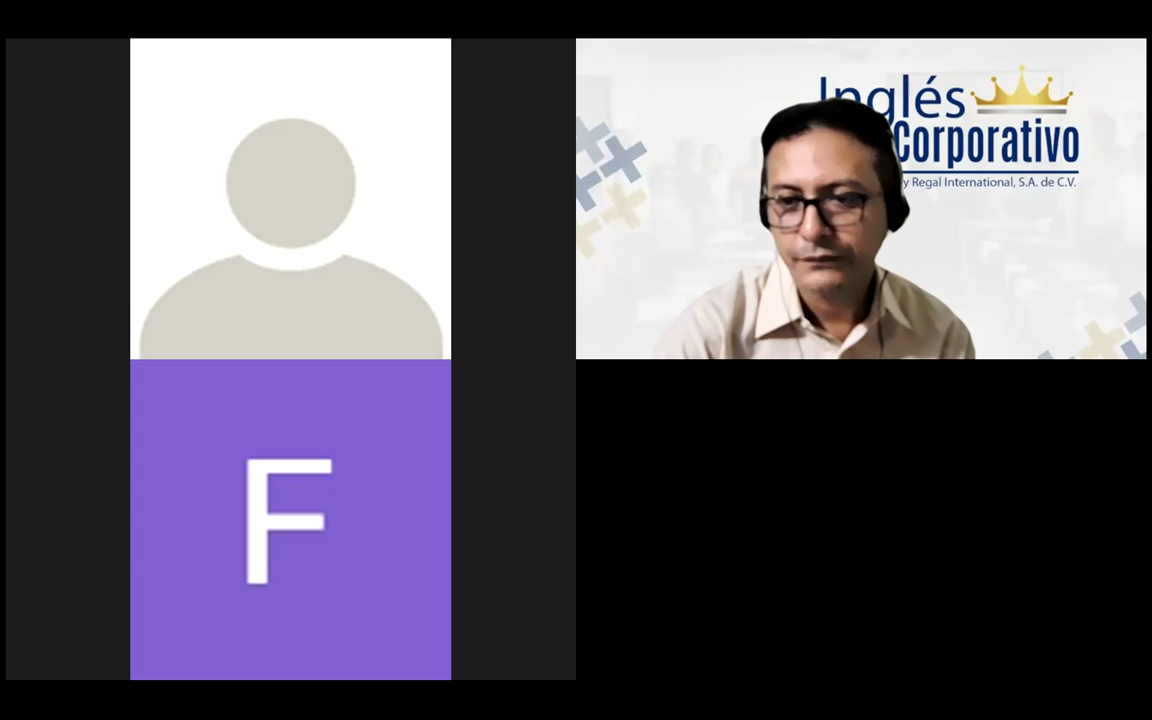 Inglés
Corporativo
y Regal International, S.A. de C.V.
F